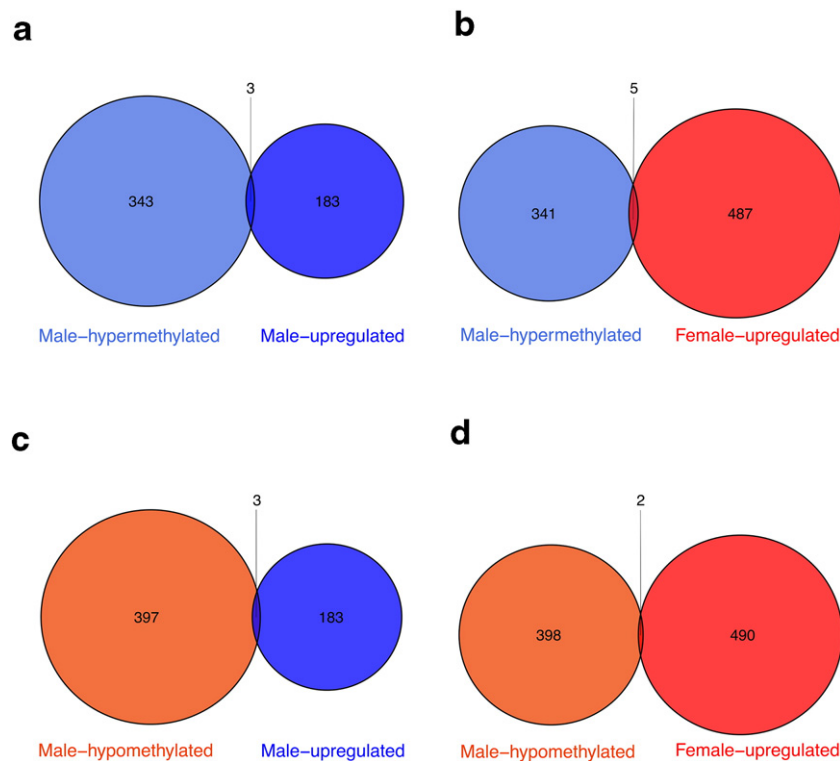 a
3
343
183
Male–hypermethylated
Male–upregulated
b
5
341
487
Male–hypermethylated
Female–upregulated
c
3
397
183
Male–hypomethylated
Male–upregulated
d
2
398
490
Male–hypomethylated
Female–upregulated